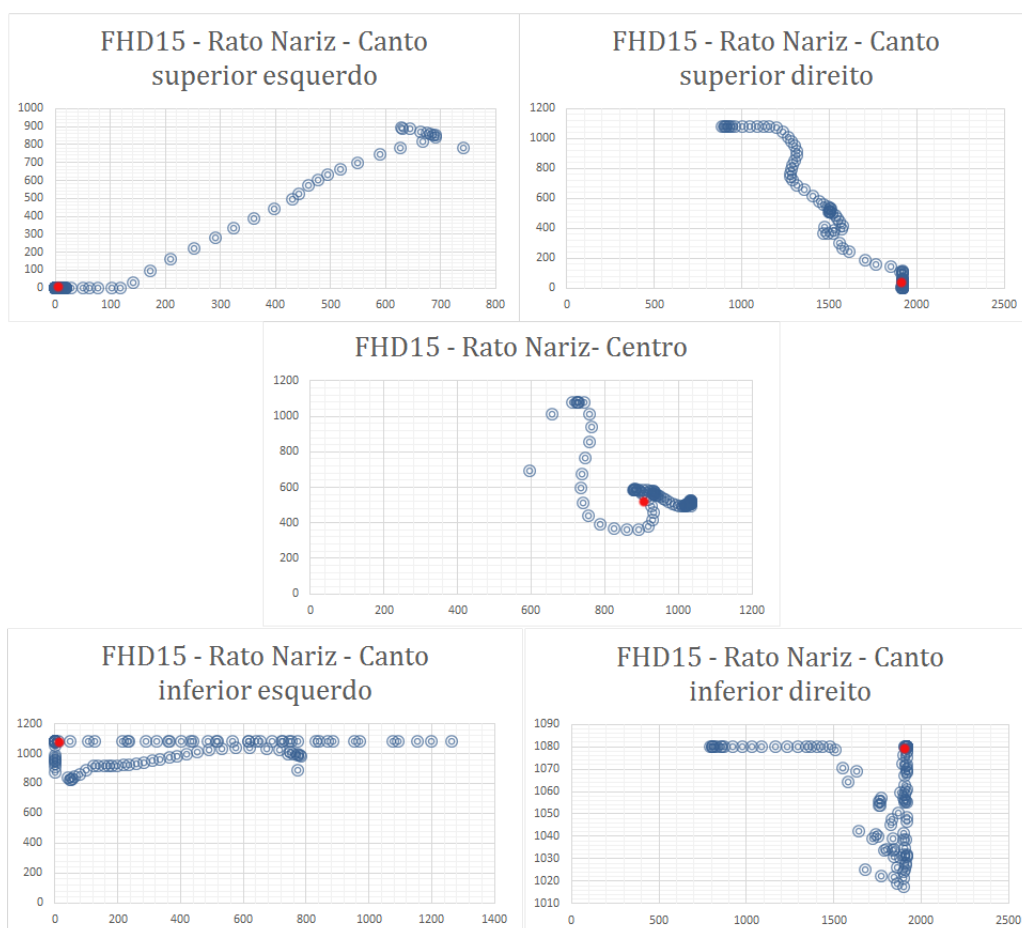 FHD15 - Rato Nariz - Canto
superior esquerdo
1000
900
800
700
600
500
400
300
200
100
0
0 100 200 300 400 500 600 700 800
FHD15 - Rato Nariz - Canto
superior direito
1200
1000
800
600
400
200
0
0 500 1000 1500 2000 2500
FHD15 - Rato Nariz- Centro
1200
1000
800
600
400
200
0
0 200 400 600 800 1000 1200
FHD15 - Rato Nariz - Canto
inferior esquerdo
1200
1000
800
600
400
200
0
0 200 400 600 800 1000 1200 1400
FHD15 - Rato Nariz - Canto
inferior direito
1090
1080
1070
1060
1050
1040
1030
1020
1010
0 500 1000 1500 2000 2500